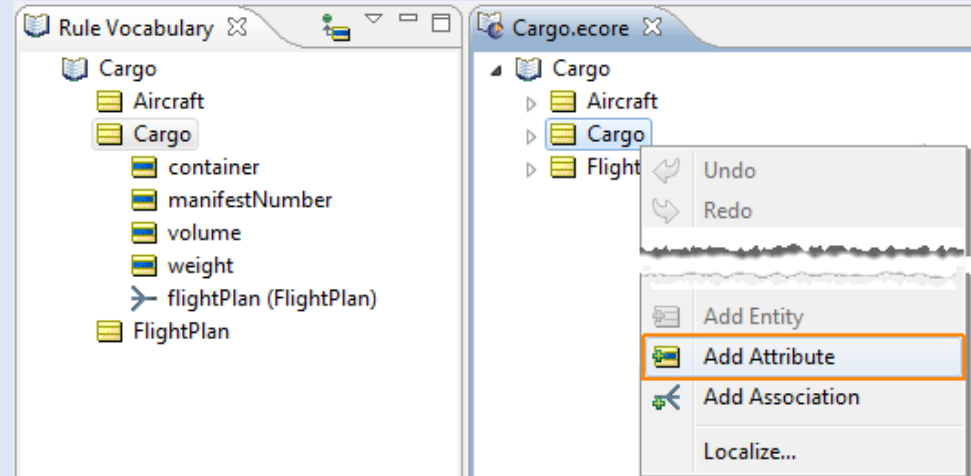 Rule Vocabulary
Cargo
Aircraft
Cargo
container
manifestNumber
volume
weight
flightPlan (FlightPlan)
FlightPlan
Cargo.ecore
Cargo
Aircraft
Cargo
Flight
Undo
Redo
Add Entity
Add Attribute
Add Association
Localize...